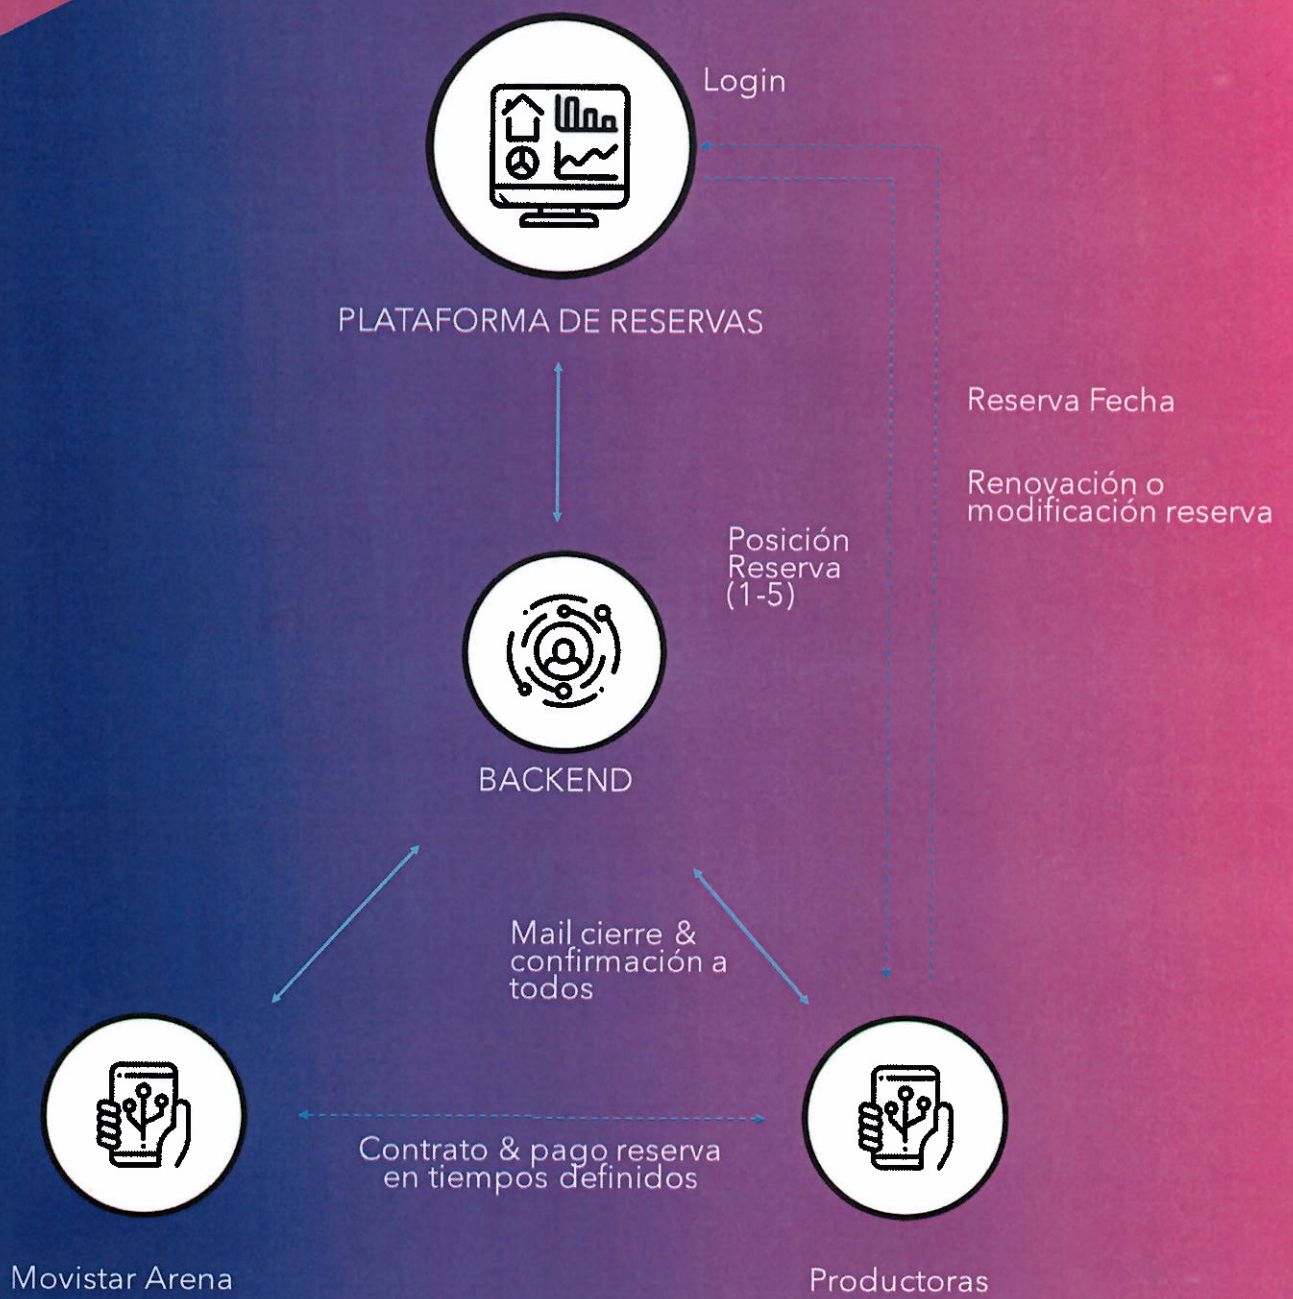 Login
PLATAFORMA DE RESERVAS
Reserva Fecha
Renovación o
modificación reserva
Posición
Reserva
(1-5)
BACKEND
Mail cierre &
confirmación a
todos
Contrato & pago reserva
en tiempos definidos
Movistar Arena
Productoras